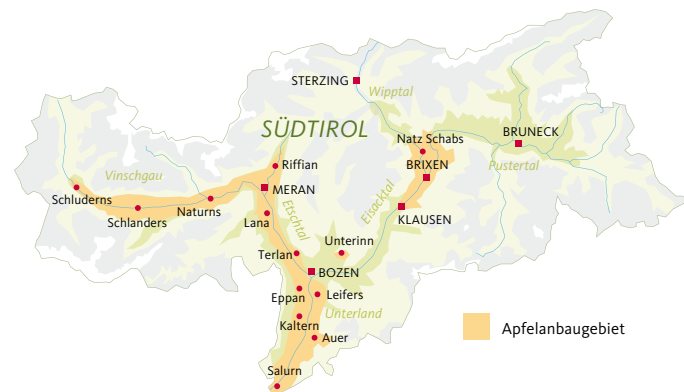 STERZING
Wipptal
SÜDTIROL
BRUNECK
Natz Schabs
Riffian
BRIXEN
Pustertal
Vinschgau
MERAN
Schluderns
Naturns
Schlanders
Lana
Etschtal
Eisacktal
KLAUSEN
Unterinn
Terlan
BOZEN
Eppan
Leifers
Unterland
Kaltern
Auer
Apfelanbaugebiet
Salurn